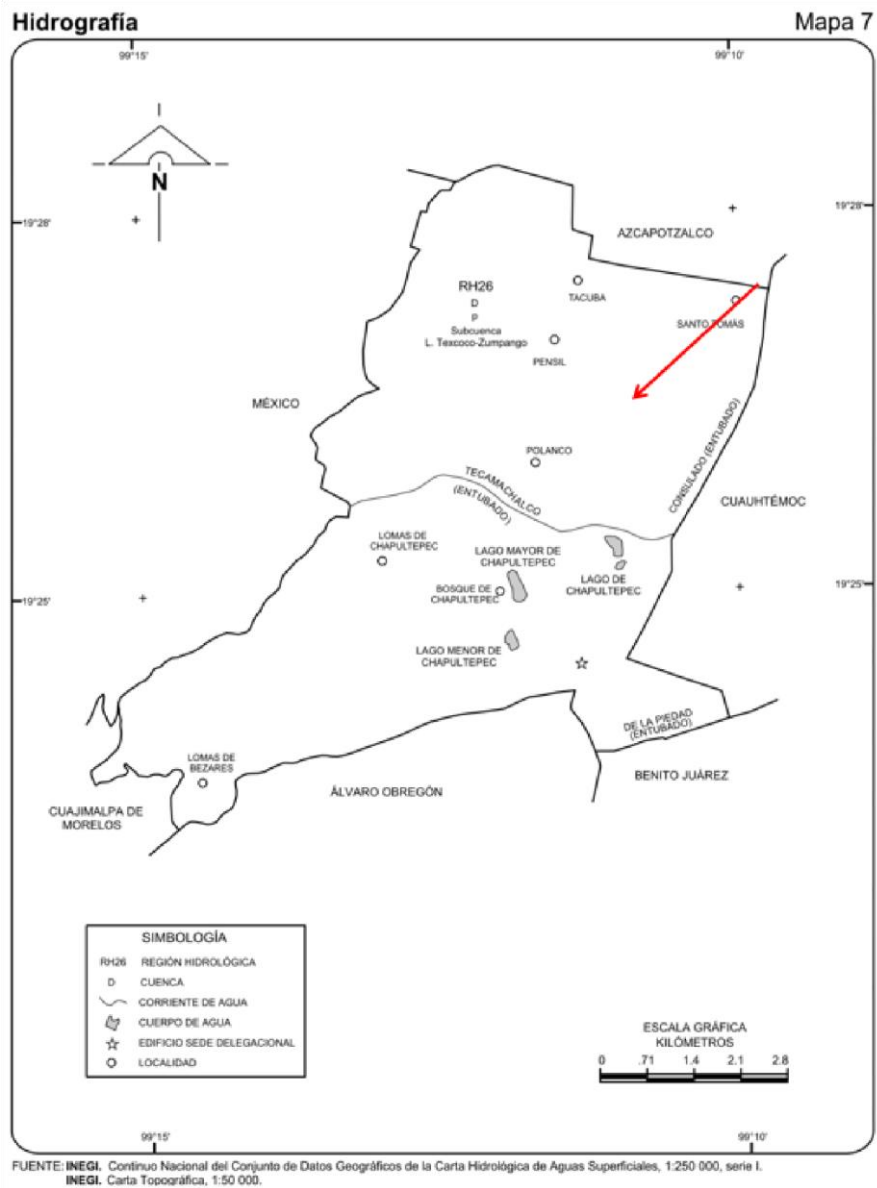 Hidrografía
Mapa 7
99°15'
99°10'
N
19°28'
19°28'
AZCAPOTZALCO
RH26
D
P
Subcuenca
L. Texcoco-Zumpango
TACUBA
SANTO TOMÁS
PENSIL
MÉXICO
CONSULADO (ENTUBADO)
POLANCO
TECAMACHALCO
(ENTUBADO)
CUAUHTÉMOC
LOMAS DE
CHAPULTEPEC
LAGO MAYOR DE
CHAPULTEPEC
LAGO DE
CHAPULTEPEC
BOSQUE DE
CHAPULTEPEC
19°25'
19°25'
LAGO MENOR DE
CHAPULTEPEC
DE LA PIEDAD
(ENTUBADO)
LOMAS DE
BEZARES
BENITO JUÁREZ
ÁLVARO OBREGÓN
CUAJIMALPA DE
MORELOS
SIMBOLOGÍA
RH26 REGIÓN HIDROLÓGICA
D CUENCA
CORRIENTE DE AGUA
CUERPO DE AGUA
EDIFICIO SEDE DELEGACIONAL
LOCALIDAD
ESCALA GRÁFICA
KILÓMETROS
0 .71 1.4 2.1 2.8
99°15'
99°10'
FUENTE: INEGI. Continuo Nacional del Conjunto de Datos Geográficos de la Carta Hidrológica de Aguas Superficiales, 1:250 000, serie I.
INEGI. Carta Topográfica, 1:50 000.